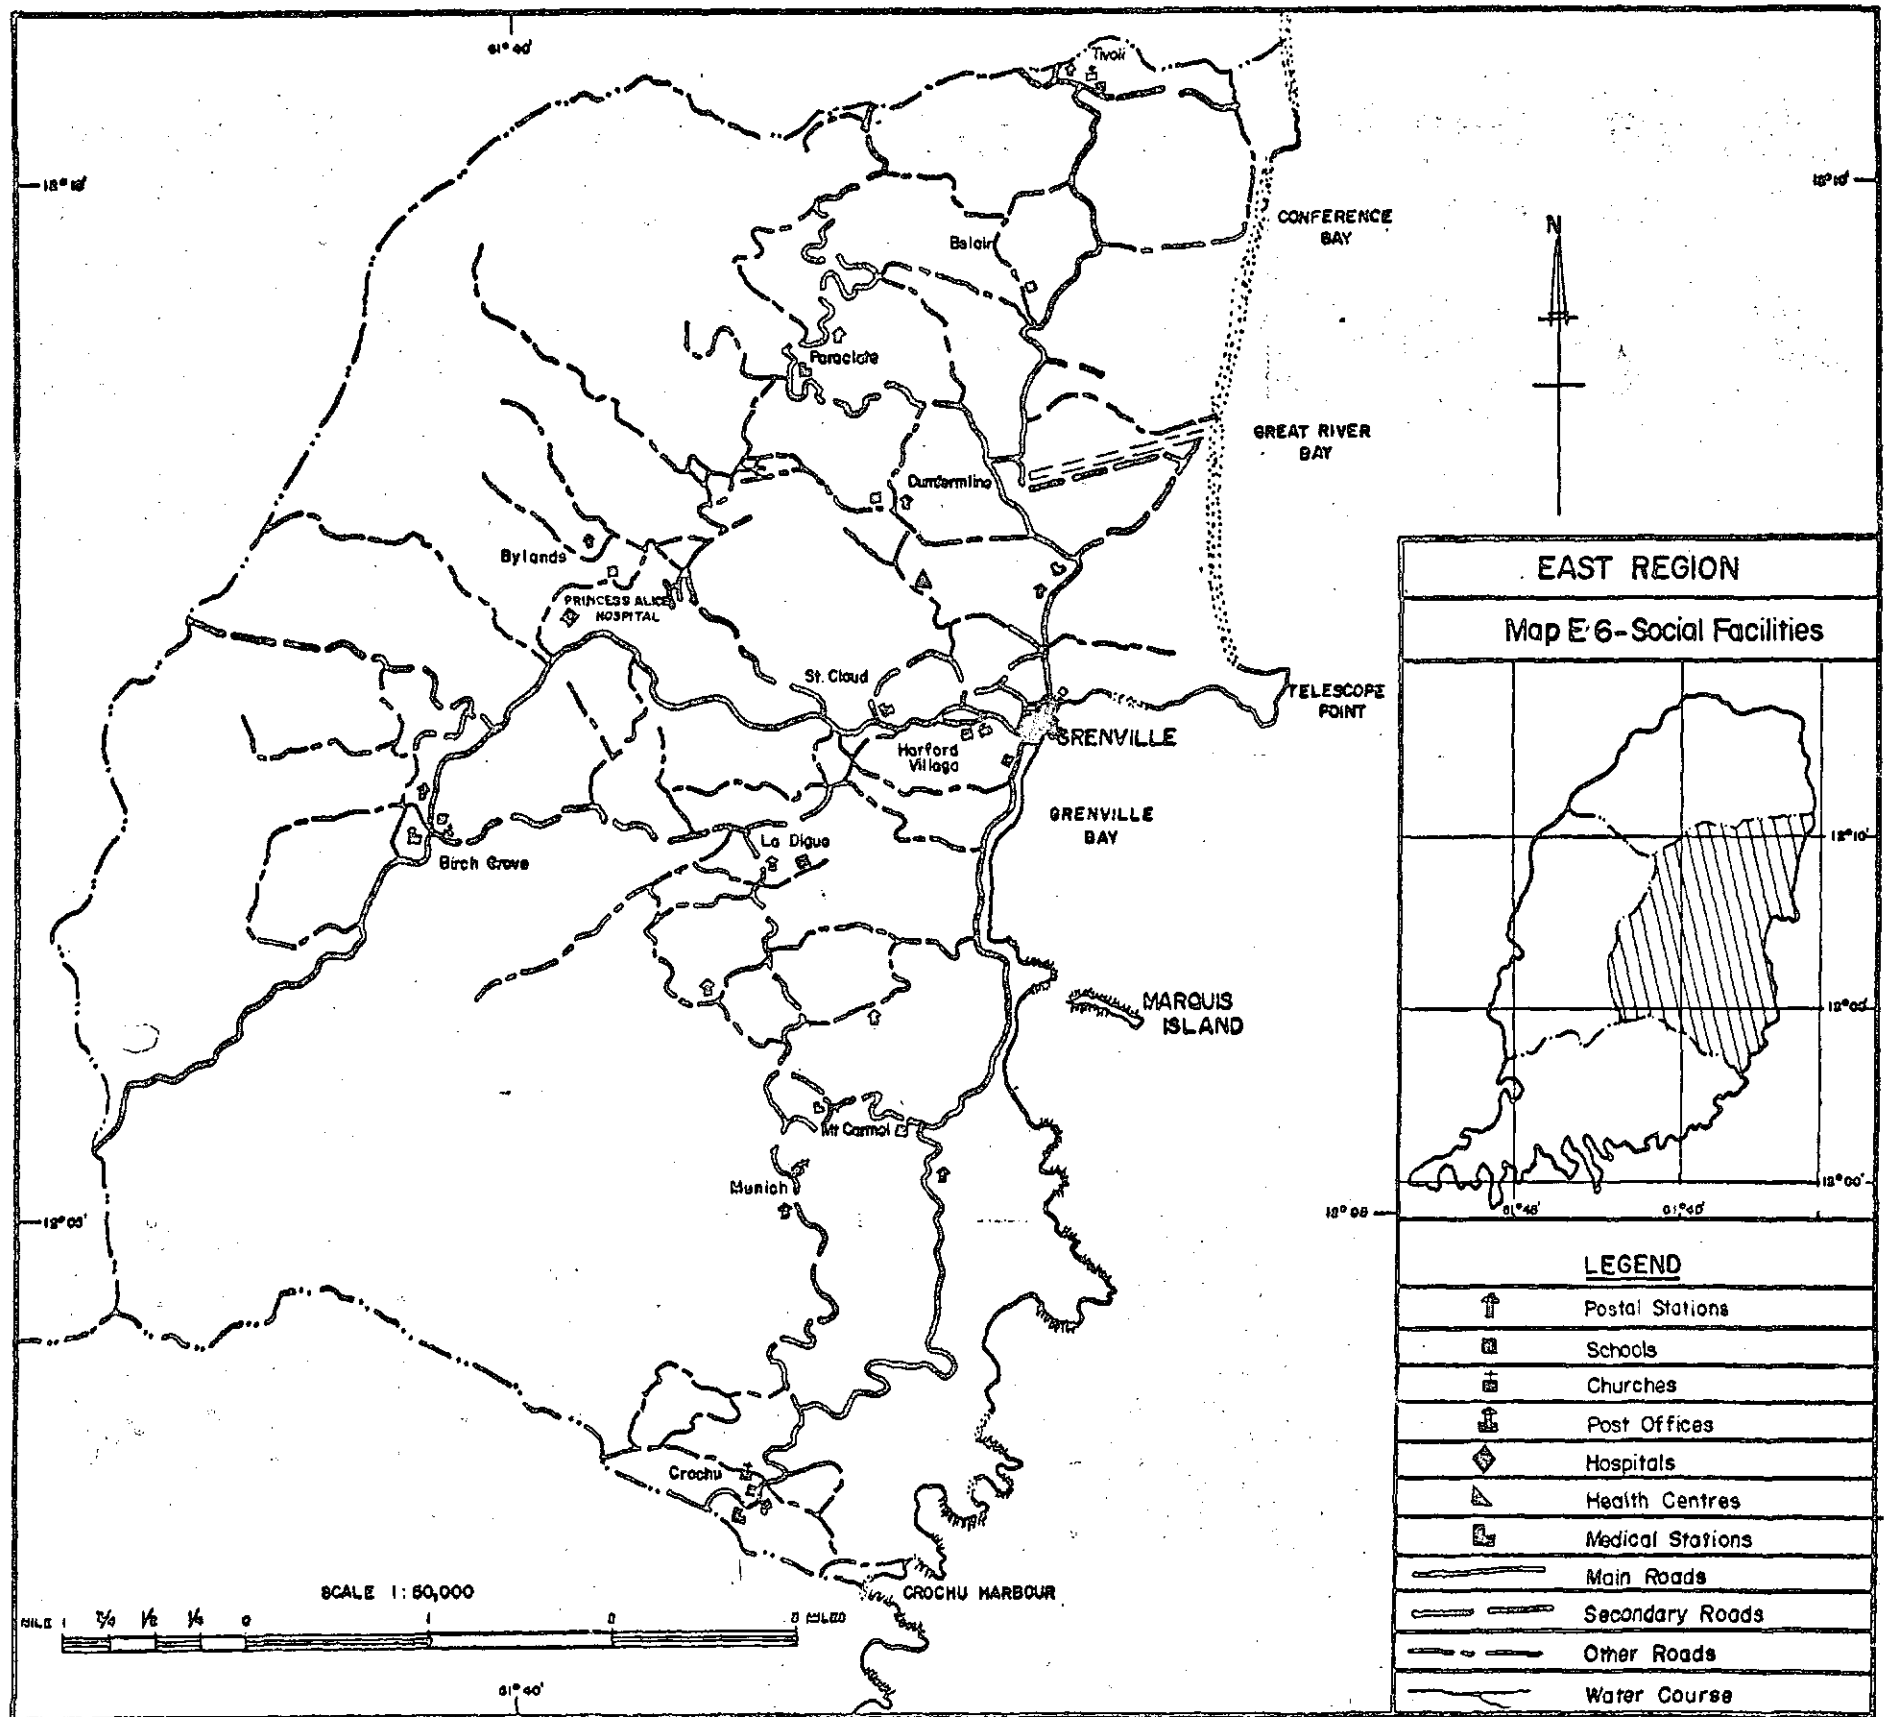 61°40'
Tivoli
12°10'
12°10'
CONFERENCE
BAY
N
Belair
Paraclete
GREAT RIVER
BAY
Dunfermline
Bylands
PRINCESS ALICE
HOSPITAL
St. Cloud
TELESCOPE
POINT
GRENVILLE
Harford
Village
GRENVILLE
BAY
La Digue
Birch Grove
MARQUIS
ISLAND
Mt Carmel
Munich
12°05'
12°05
Crochu
CROCHU HARBOUR
SCALE 1:50,000
MILE 1 3/4 1/2 1/4 0 1 2 3 MILES
61°40'
EAST REGION
Map E·6-Social Facilities
12°10'
12°05'
12°00'
61°45'
61°40'
LEGEND
Postal Stations
Schools
Churches
Post Offices
Hospitals
Health Centres
Medical Stations
Main Roads
Secondary Roads
Other Roads
Water Course